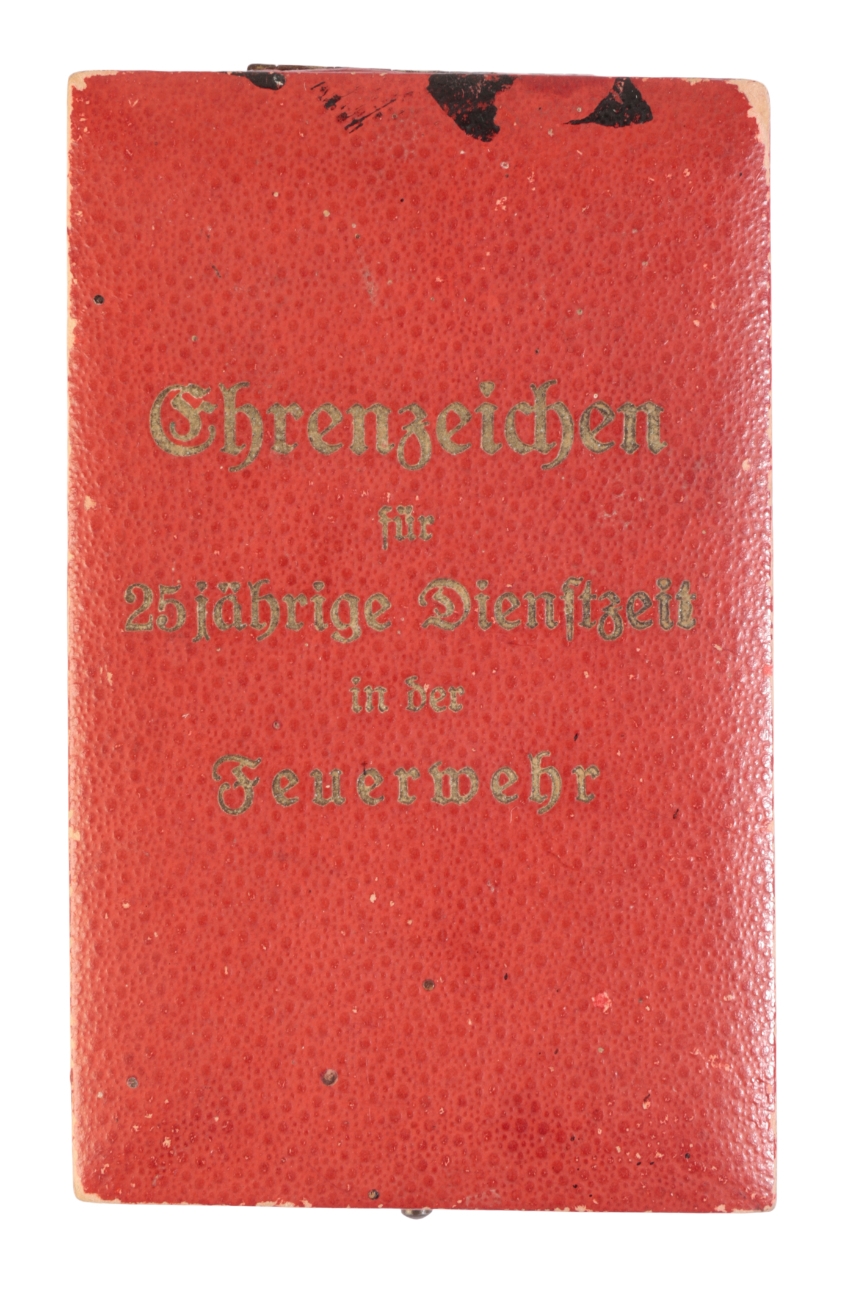 Ehrenzeichen
für
25jährige Dienſtzeit
in der
Feuerwehr